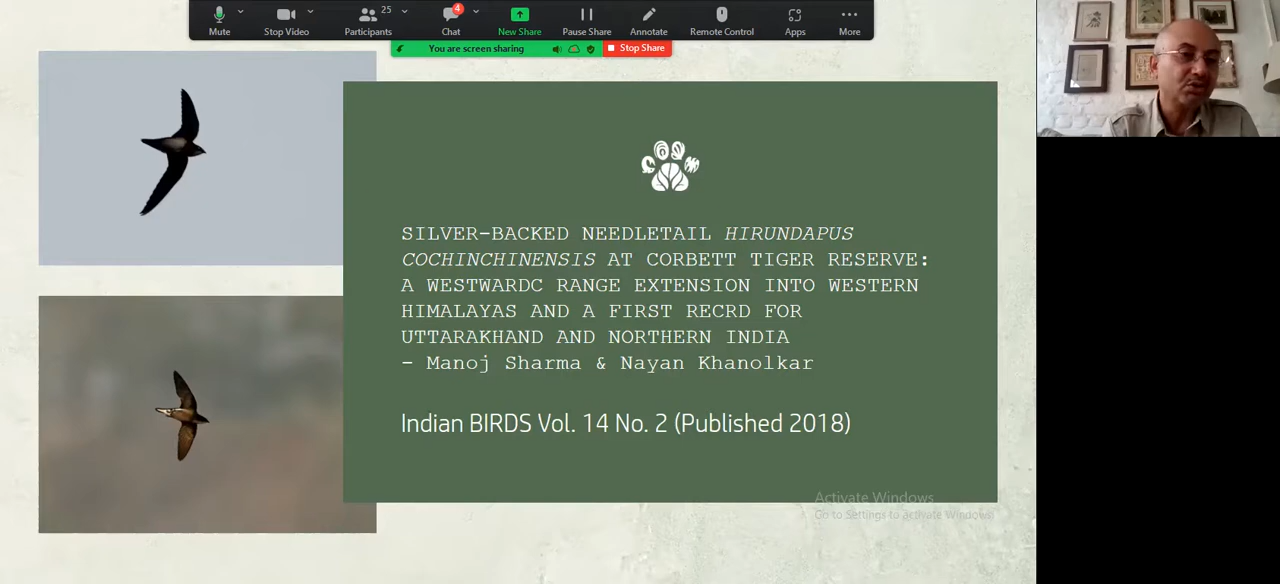 25
4
Mute
Stop Video
Participants
Chat
New Share
Pause Share
Annotate
Remote Control
Apps
More
You are screen sharing
Stop Share
SILVER-BACKED NEEDLETAIL HIRUNDAPUS
COCHINCHINENSIS AT CORBETT TIGER RESERVE:
A WESTWARDC RANGE EXTENSION INTO WESTERN
HIMALAYAS AND A FIRST RECRD FOR
UTTARAKHAND AND NORTHERN INDIA
– Manoj Sharma & Nayan Khanolkar
Indian BIRDS Vol. 14 No. 2 (Published 2018)
Activate Windows
Go to Settings to activate Windows.